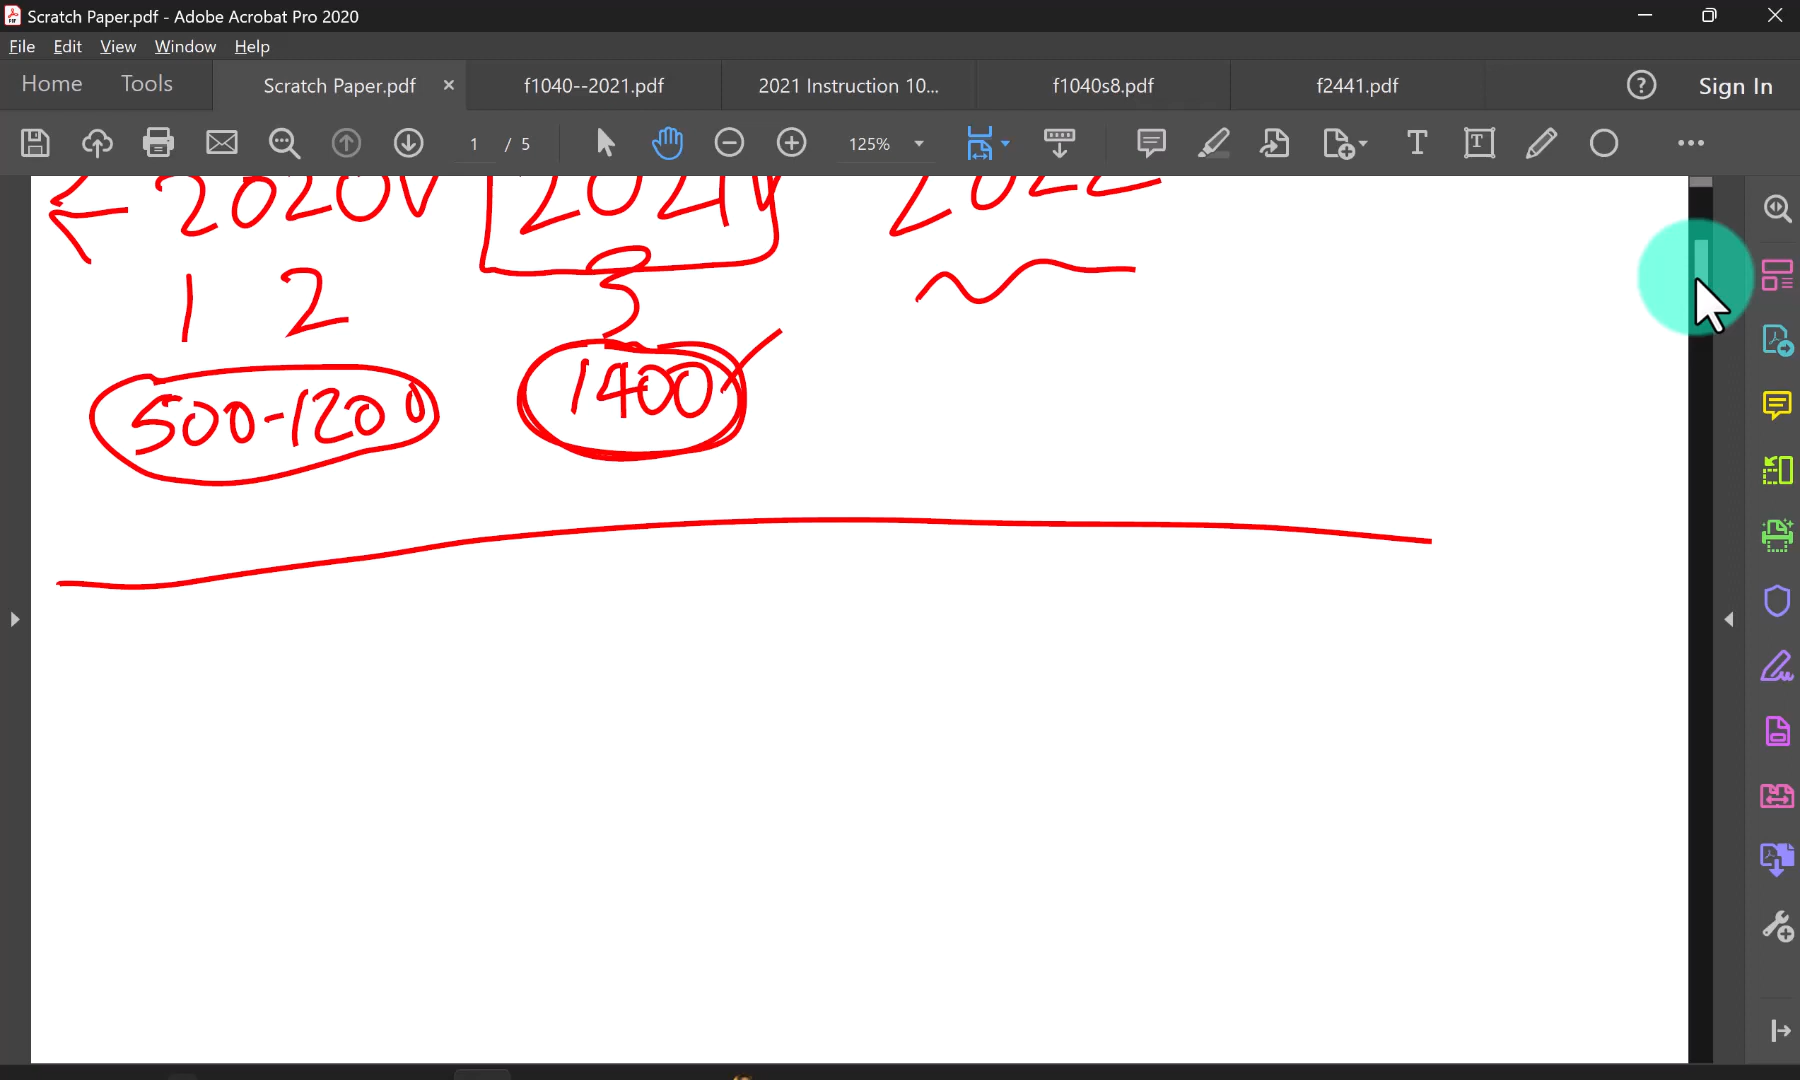 Scratch Paper.pdf - Adobe Acrobat Pro 2020
File Edit View Window Help
Home Tools Scratch Paper.pdf × f1040--2021.pdf 2021 Instruction 10... f1040s8.pdf f2441.pdf ? Sign In
1 / 5 125%
2020 2021 2022
1 2 3
500-1200 1400